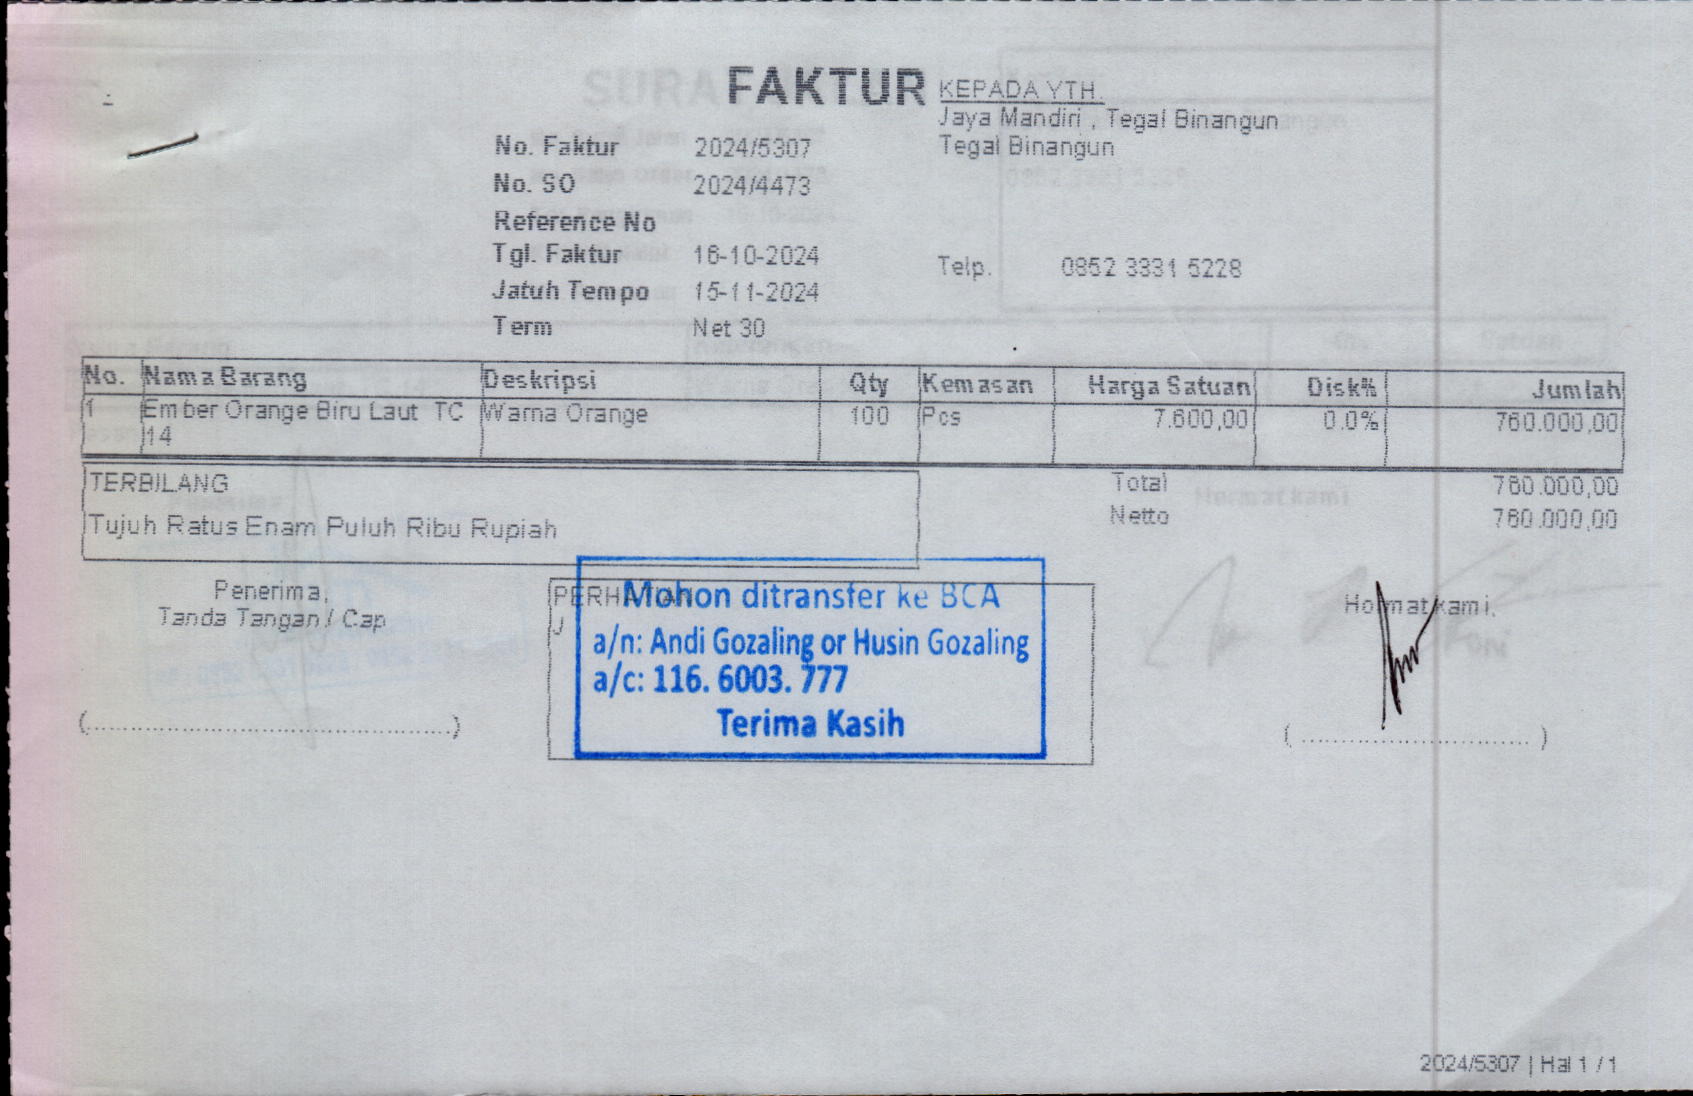 FAKTUR
KEPADA YTH.
Jaya Mandiri , Tegal Binangun
Tegal Binangun
No. Faktur 2024/5307
No. SO 2024/4473
Reference No
Tgl. Faktur 16-10-2024
Telp. 0852 3331 5228
Jatuh Tempo 15-11-2024
Term Net 30
No. Nama Barang Deskripsi Qty Kemasan Harga Satuan Disk% Jumlah
1 Ember Orange Biru Laut TC Warna Orange 100 Pcs 7.600,00 0.0% 760.000,00
14
TERBILANG
Tujuh Ratus Enam Puluh Ribu Rupiah
Total 760.000,00
Netto 760.000,00
Penerima,
Tanda Tangan / Cap
(..............................................)
PERHATIAN
Mohon ditransfer ke BCA
a/n: Andi Gozaling or Husin Gozaling
a/c: 116. 6003. 777
Terima Kasih
Hormat kami,
( ............................. )
2024/5307 | Hal 1 / 1